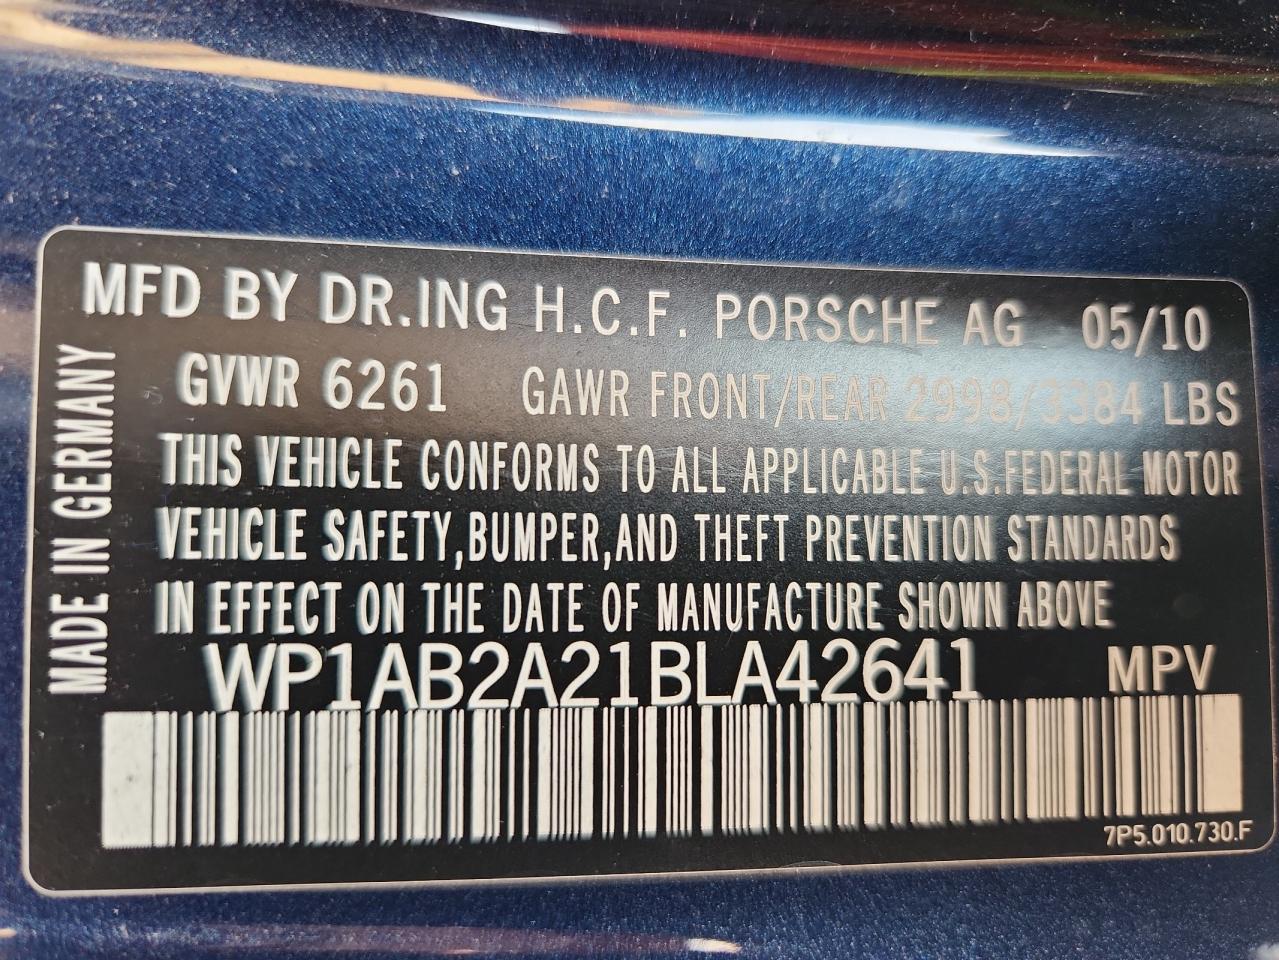 MFD BY DR.ING H.C.F. PORSCHE AG 05/10
GVWR 6261 GAWR FRONT/REAR 2998/3384 LBS
THIS VEHICLE CONFORMS TO ALL APPLICABLE U.S.FEDERAL MOTOR
VEHICLE SAFETY,BUMPER,AND THEFT PREVENTION STANDARDS
IN EFFECT ON THE DATE OF MANUFACTURE SHOWN ABOVE
WP1AB2A21BLA42641 MPV
7P5.010.730.F
MADE IN GERMANY